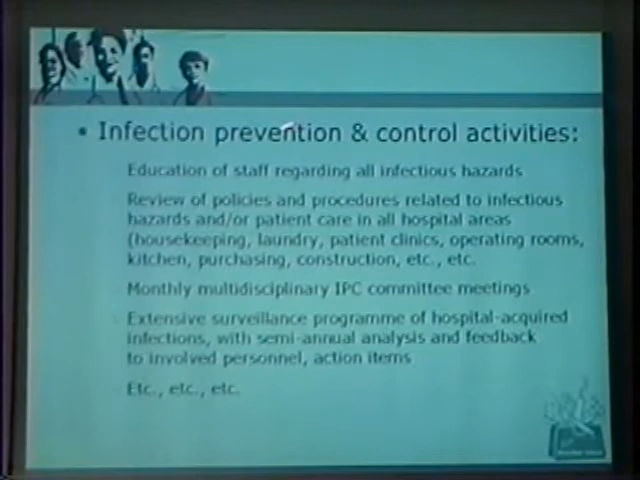 • Infection prevention & control activities:
Education of staff regarding all infectious hazards
Review of policies and procedures related to infectious
hazards and/or patient care in all hospital areas
(housekeeping, laundry, patient clinics, operating rooms,
kitchen, purchasing, construction, etc., etc.
Monthly multidisciplinary IPC committee meetings
Extensive surveillance programme of hospital-acquired
infections, with semi-annual analysis and feedback
to involved personnel, action items
Etc., etc., etc.